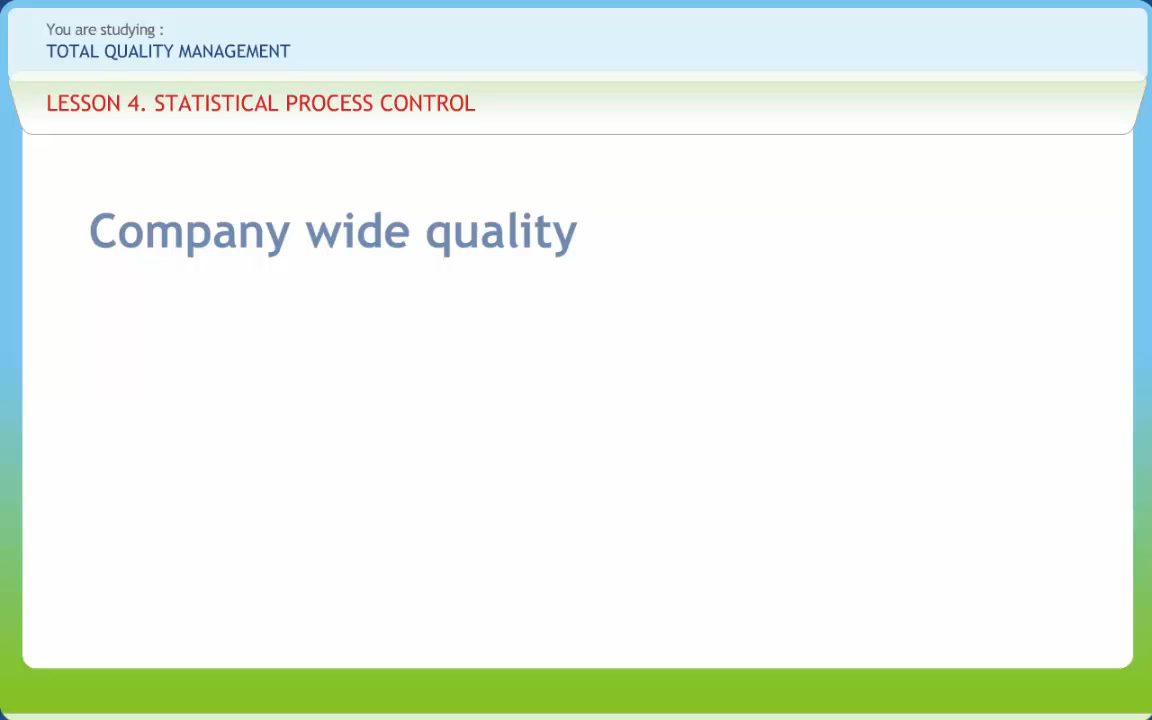 You are studying :
TOTAL QUALITY MANAGEMENT
LESSON 4. STATISTICAL PROCESS CONTROL
Company wide quality